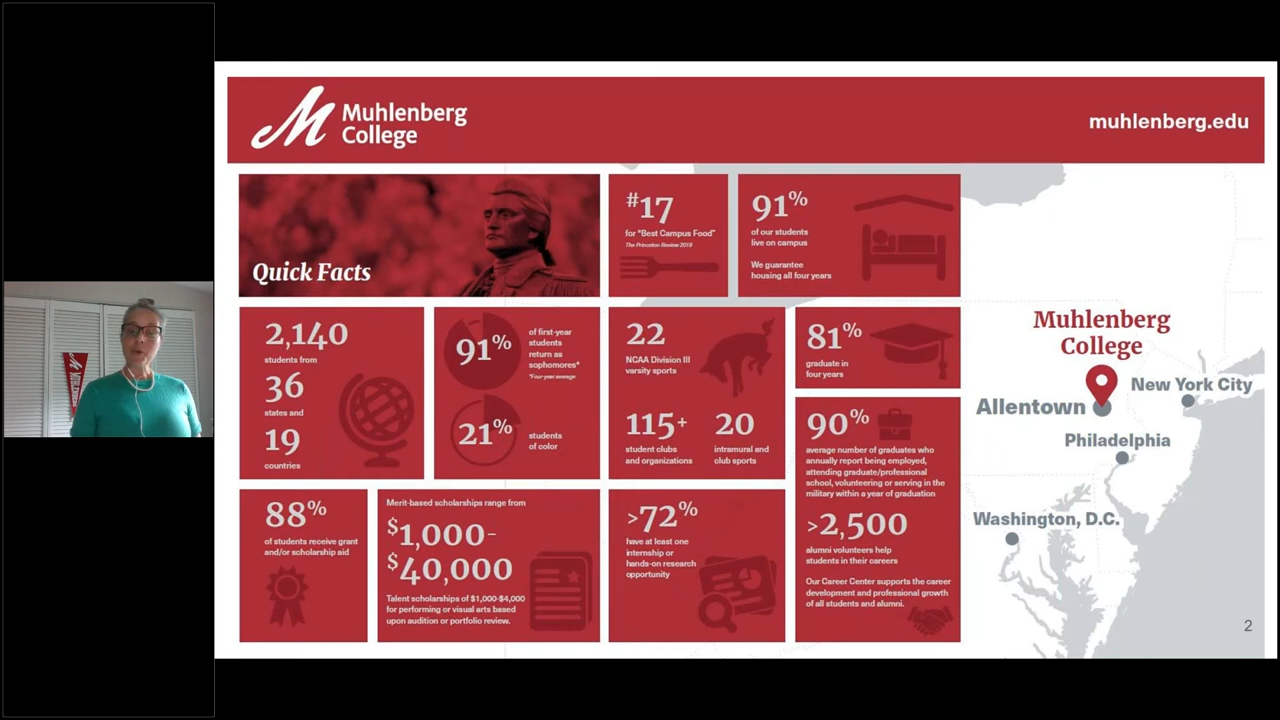 Muhlenberg
College
muhlenberg.edu
Quick Facts
#17
for "Best Campus Food"
The Princeton Review 2018
91%
of our students
live on campus
We guarantee
housing all four years
2,140
students from
36
states and
19
countries
91%
of first-year
students
return as
sophomores*
*Four-year average
21%
students
of color
22
NCAA Division III
varsity sports
115+
student clubs
and organizations
20
intramural and
club sports
81%
graduate in
four years
90%
average number of graduates who
annually report being employed,
attending graduate/professional
school, volunteering or serving in the
military within a year of graduation
>2,500
alumni volunteers help
students in their careers
Our Career Center supports the career
development and professional growth
of all students and alumni.
88%
of students receive grant
and/or scholarship aid
Merit-based scholarships range from
$1,000-
$40,000
Talent scholarships of $1,000-$4,000
for performing or visual arts based
upon audition or portfolio review.
>72%
have at least one
internship or
hands-on research
opportunity
Muhlenberg
College
New York City
Allentown
Philadelphia
Washington, D.C.
2